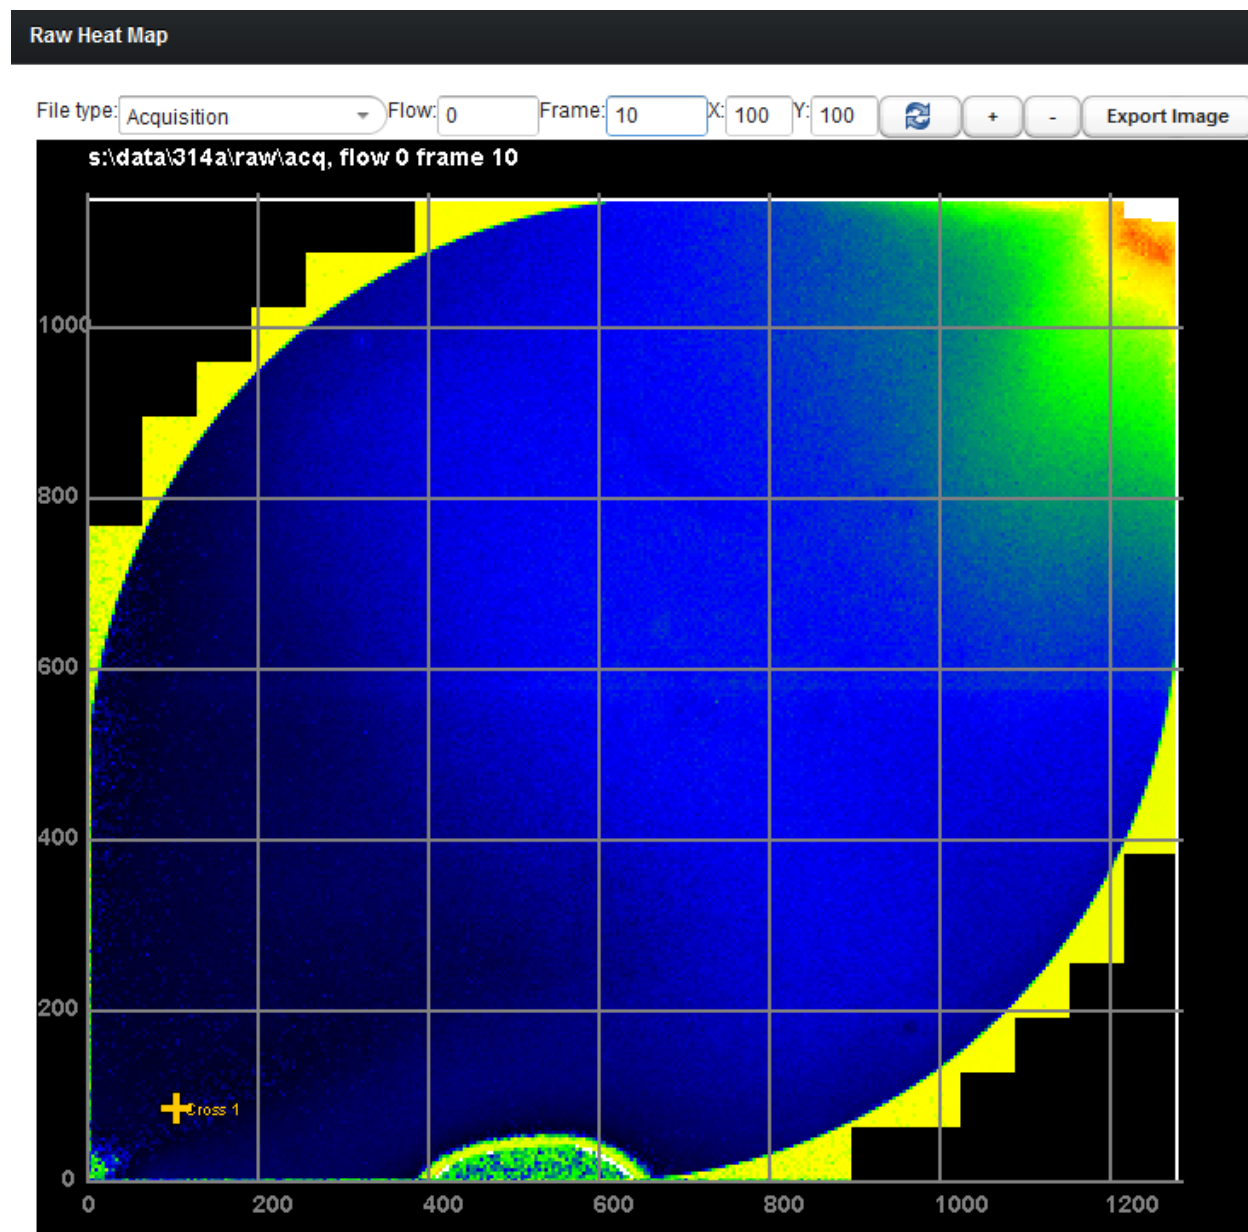 Raw Heat Map
File type: Acquisition Flow: 0 Frame: 10 X: 100 Y: 100 + - Export Image
s:\data\314a\raw\acq, flow 0 frame 10
1000
800
600
400
200
Cross 1
0
0 200 400 600 800 1000 1200